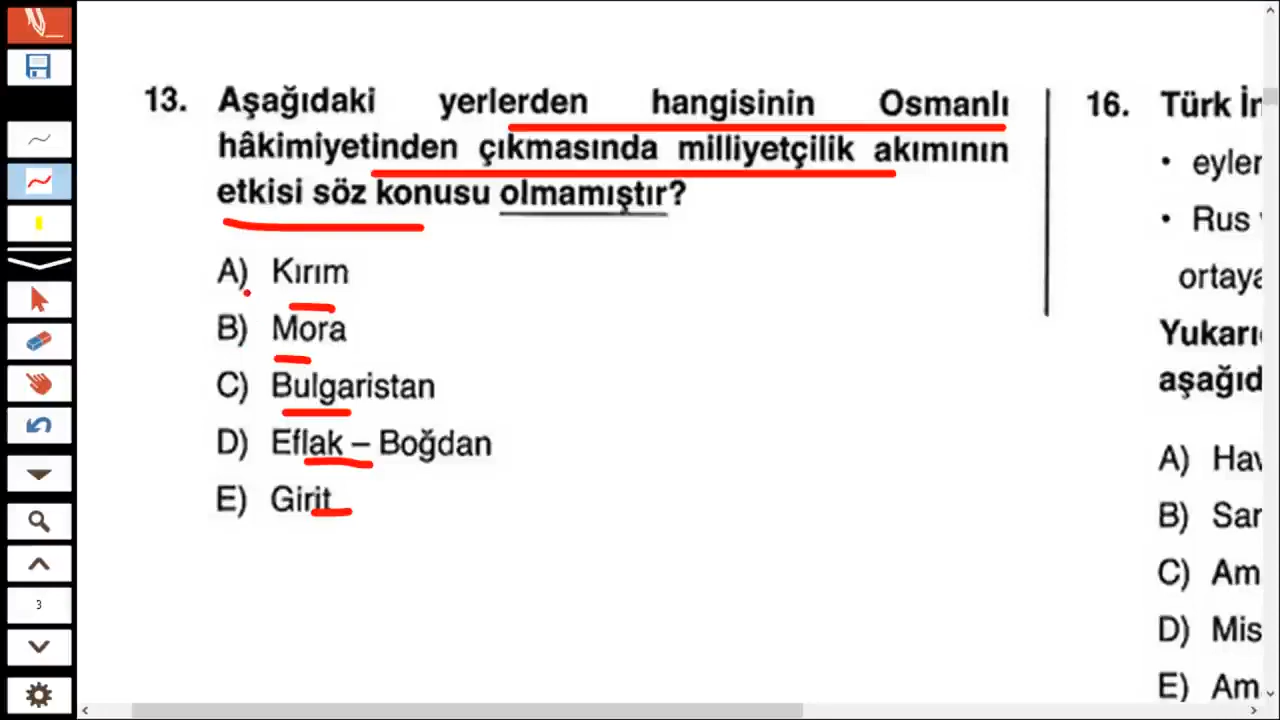 13. Aşağıdaki yerlerden hangisinin Osmanlı
hâkimiyetinden çıkmasında milliyetçilik akımının
etkisi söz konusu olmamıştır?
A) Kırım
B) Mora
C) Bulgaristan
D) Eflak – Boğdan
E) Girit
16. Türk İn
• eyler
• Rus
ortaya
Yukarı
aşağıd
A) Hav
B) Sar
C) Am
D) Mis
E) Am
3